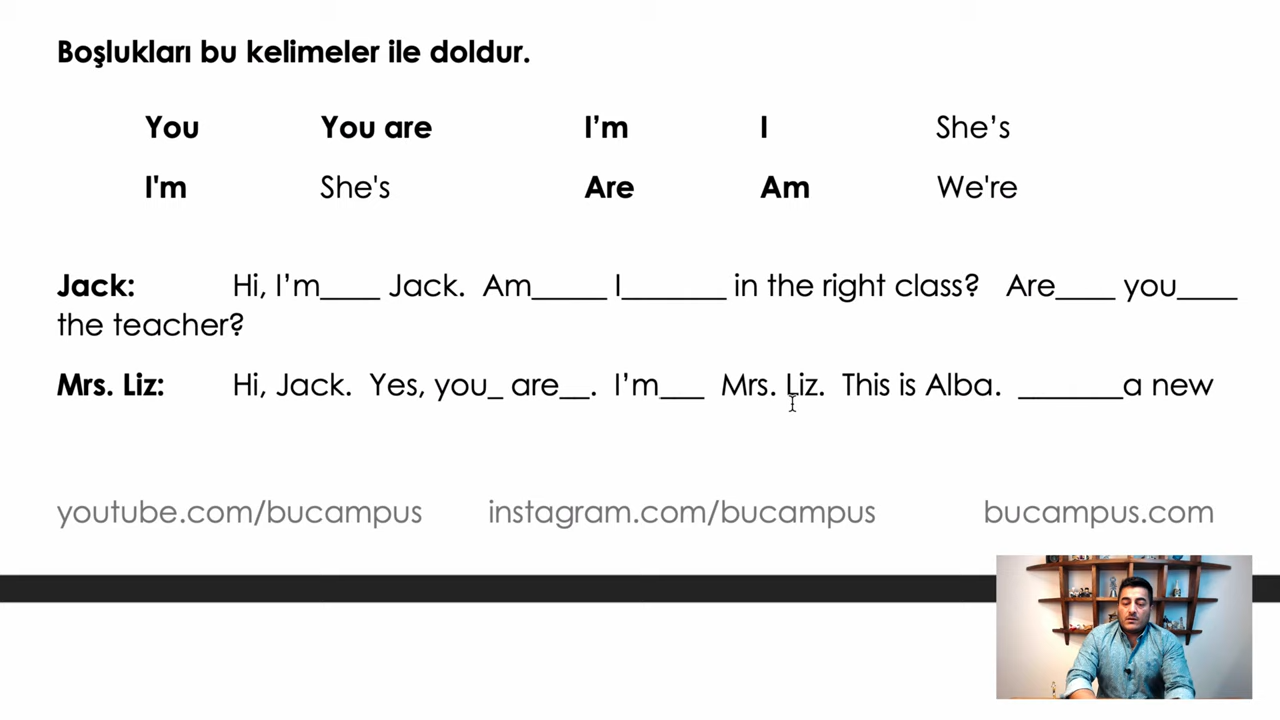 Boşlukları bu kelimeler ile doldur.
You You are I’m I She’s
I'm She's Are Am We're
Jack: Hi, I’m____ Jack. Am_____ I_______ in the right class? Are____ you____
the teacher?
Mrs. Liz: Hi, Jack. Yes, you_ are__. I’m___ Mrs. Liz. This is Alba. _______a new
youtube.com/bucampus instagram.com/bucampus bucampus.com